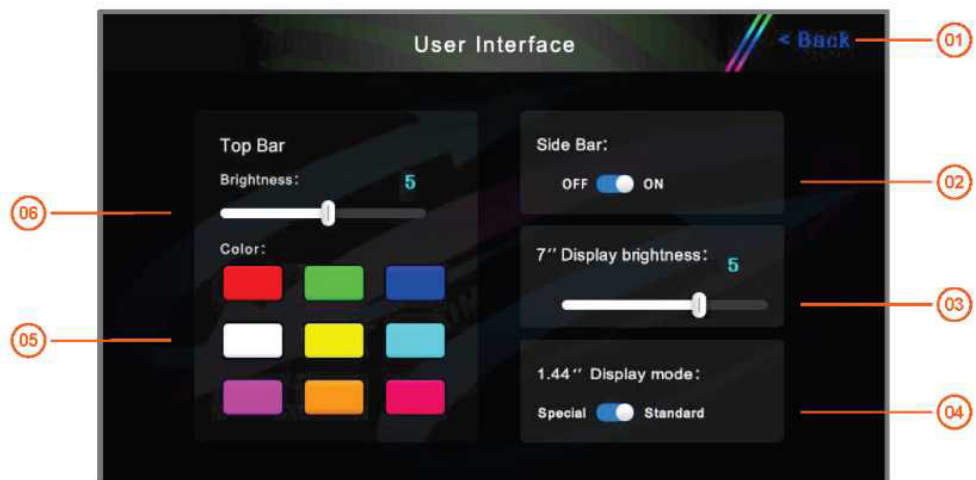 User Interface
< Back
01
Top Bar
Brightness:
5
06
Color:
05
Side Bar:
OFF ON
02
7’’ Display brightness:
5
03
1.44’’ Display mode:
Special Standard
04